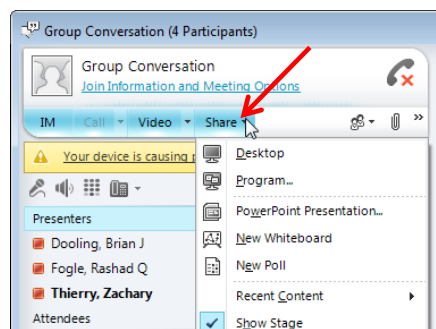 Group Conversation (4 Participants)
Group Conversation
Join Information and Meeting Options
IM Call Video Share
Your device is causing
Desktop
Program...
PowerPoint Presentation...
New Whiteboard
New Poll
Recent Content
Show Stage
Presenters
Dooling, Brian J
Fogle, Rashad Q
Thierry, Zachary
Attendees